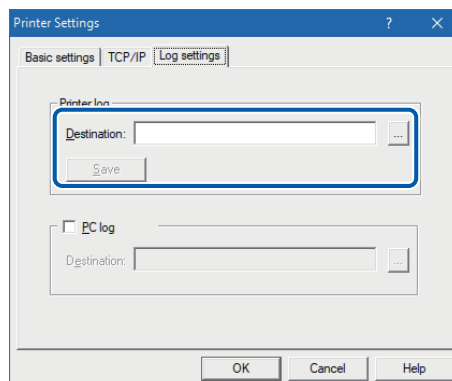 Printer Settings ? ×
Basic settings TCP/IP Log settings
Printer log
Destination: ...
Save
PC log
Destination: ...
OK Cancel Help